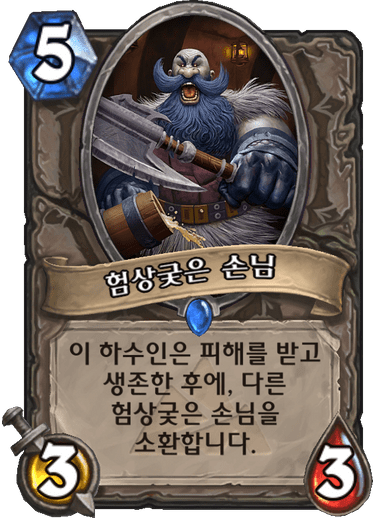 5
험상궂은 손님
이 하수인은 피해를 받고
생존한 후에, 다른
험상궂은 손님을
소환합니다.
3
3